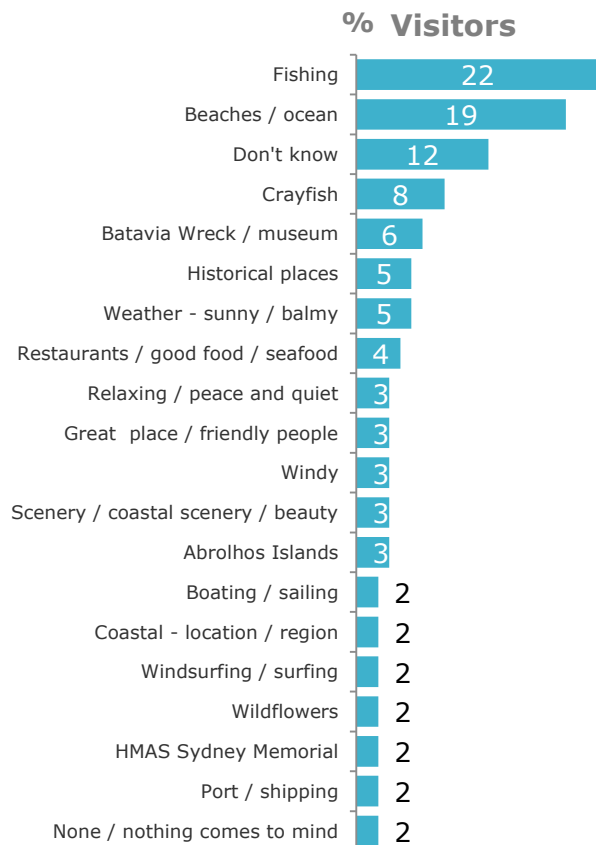 % Visitors
Fishing 22
Beaches / ocean 19
Don't know 12
Crayfish 8
Batavia Wreck / museum 6
Historical places 5
Weather - sunny / balmy 5
Restaurants / good food / seafood 4
Relaxing / peace and quiet 3
Great  place / friendly people 3
Windy 3
Scenery / coastal scenery / beauty 3
Abrolhos Islands 3
Boating / sailing 2
Coastal - location / region 2
Windsurfing / surfing 2
Wildflowers 2
HMAS Sydney Memorial 2
Port / shipping 2
None / nothing comes to mind 2